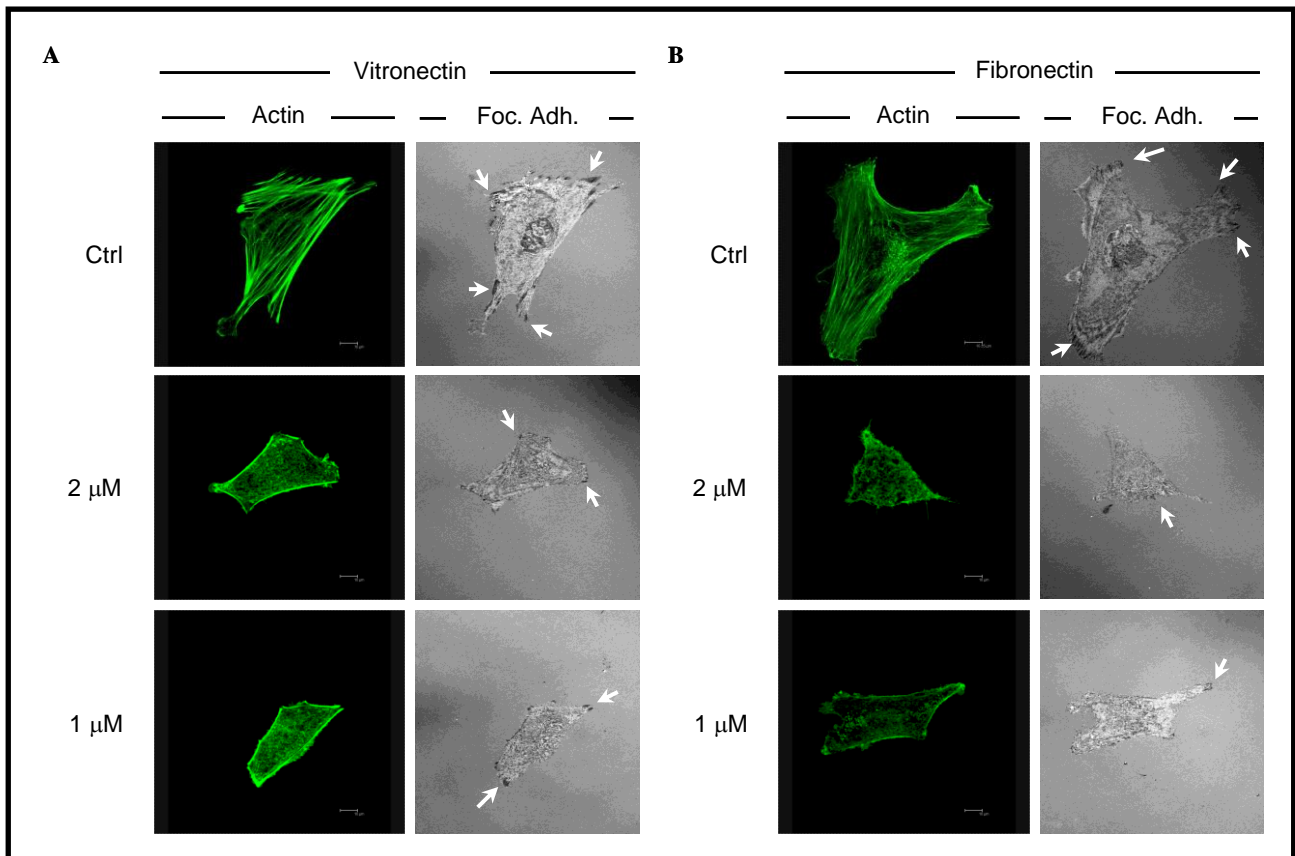 A
Vitronectin
Actin
Foc. Adh.
Ctrl
2 μM
1 μM
B
Fibronectin
Actin
Foc. Adh.
Ctrl
2 μM
1 μM